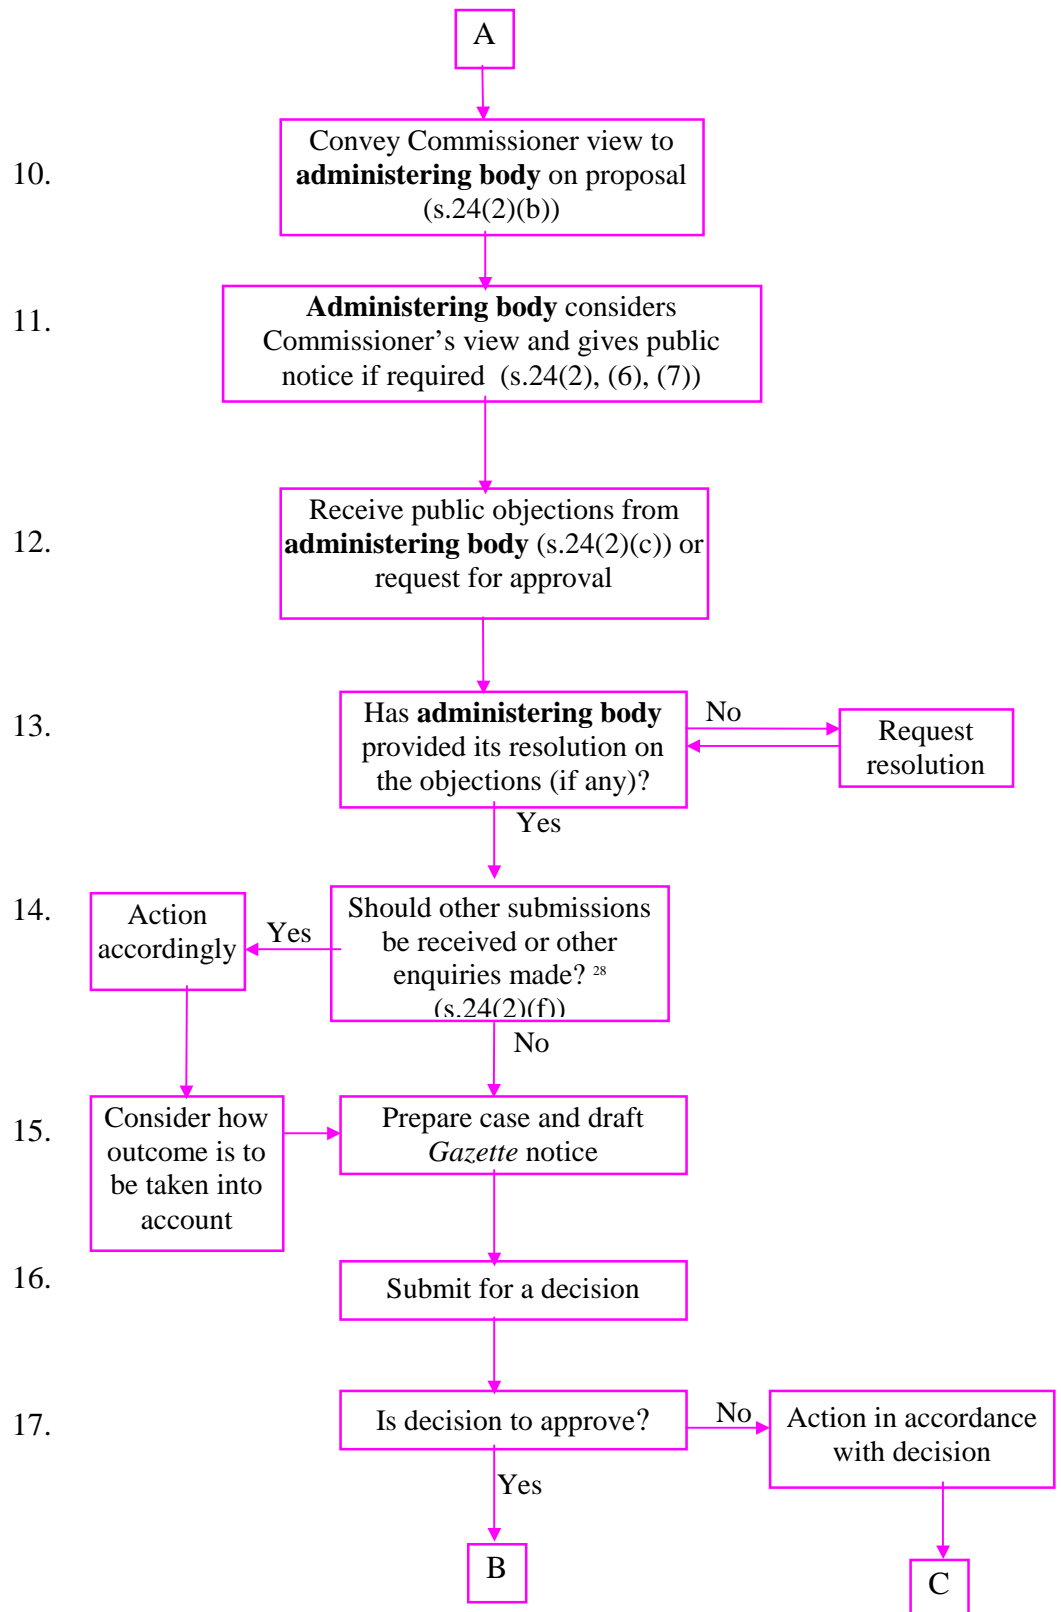 A
10.
Convey Commissioner view to
administering body on proposal
(s.24(2)(b))
11.
Administering body considers
Commissioner’s view and gives public
notice if required (s.24(2), (6), (7))
12.
Receive public objections from
administering body (s.24(2)(c)) or
request for approval
13.
Has administering body
provided its resolution on
the objections (if any)?
No
Request
resolution
Yes
14.
Action
accordingly
Yes
Should other submissions
be received or other
enquiries made? 28
(s.24(2)(f))
No
15.
Consider how
outcome is to
be taken into
account
Prepare case and draft
Gazette notice
16.
Submit for a decision
17.
Is decision to approve?
No
Action in accordance
with decision
Yes
B
C